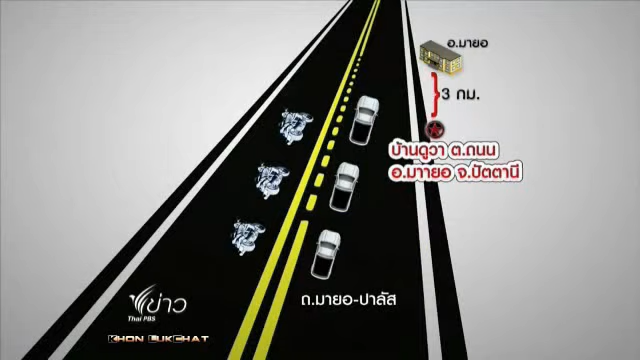 อ.มายอ
3 กม.
บ้านดูวา ต.ถนน
อ.มาายอ จ.ปัตตานี
ถ.มายอ-ปาลัส
ข่าว
Thai PBS
KHON LUKCHAT